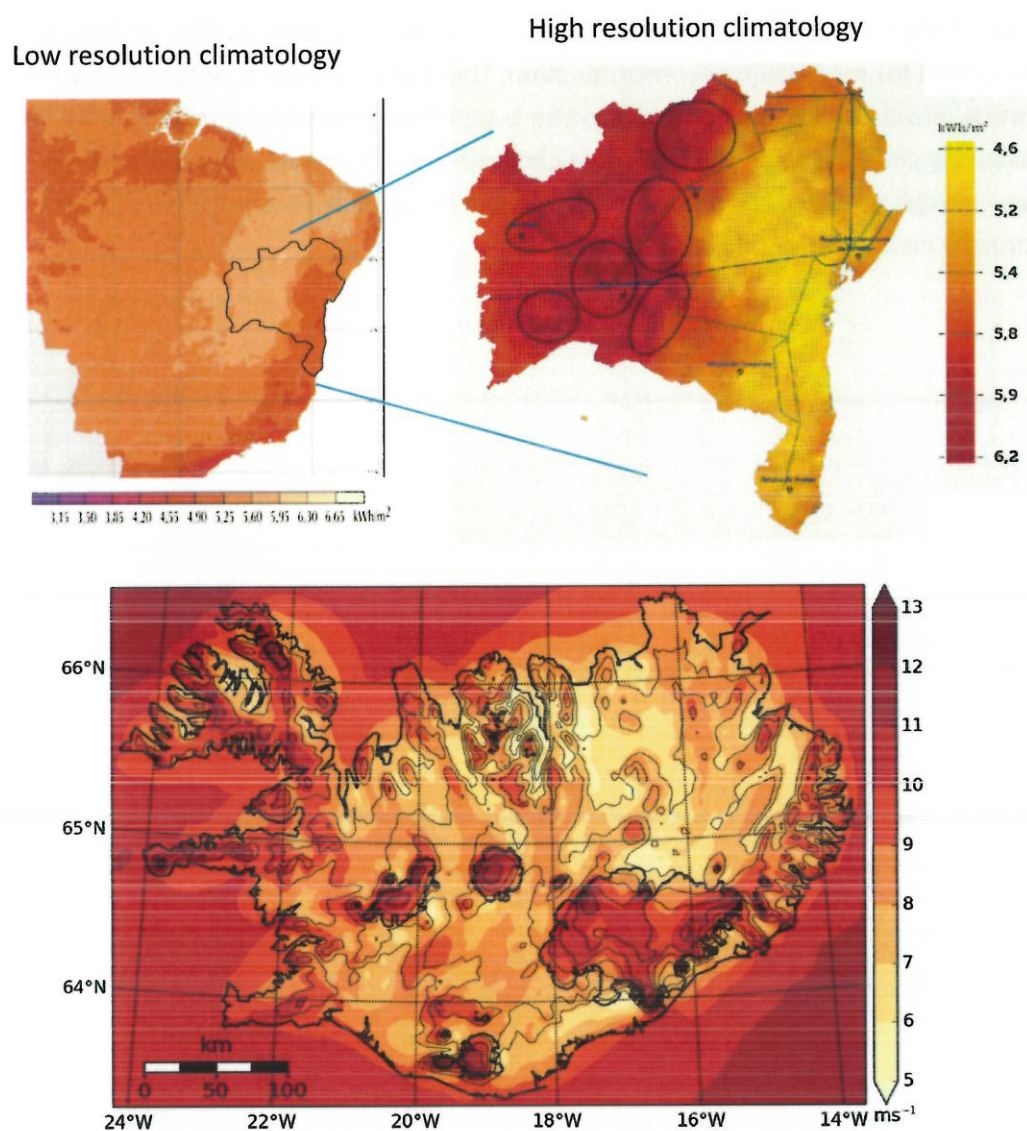 High resolution climatology
Low resolution climatology
kWh/m²
4,6
5,2
5,4
5,8
5,9
6,2
3.15 3.50 3.85 4.20 4.55 4.90 5.25 5.60 5.95 6.30 6.65 kWh/m²
66°N
65°N
64°N
13
12
11
10
9
8
7
6
5
ms⁻¹
km
0 50 100
24°W 22°W 20°W 18°W 16°W 14°W